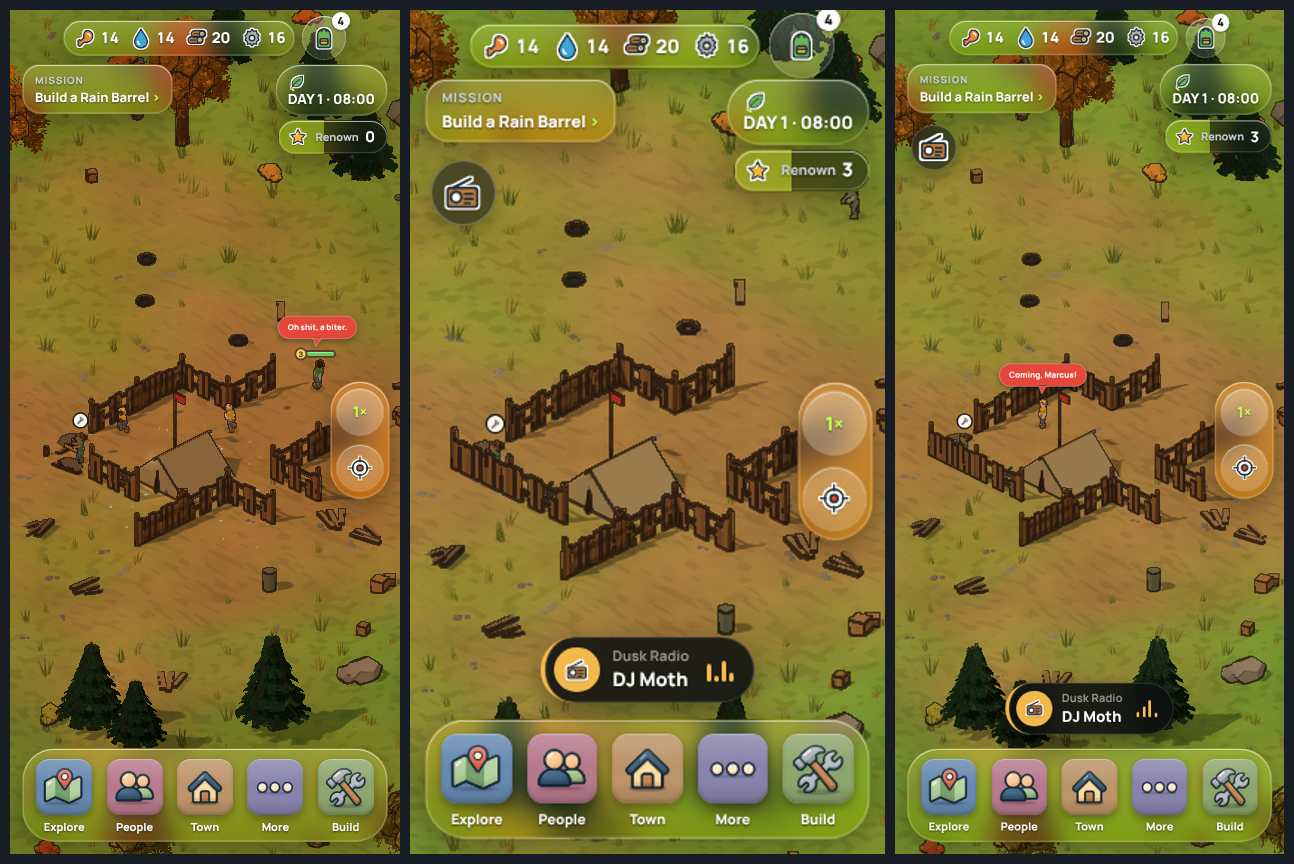 14 14 20 16 4
MISSION
Build a Rain Barrel ›
DAY 1 · 08:00
Renown 0
Oh shit, a biter.
3
1×
Explore People Town More Build
14 14 20 16 4
MISSION
Build a Rain Barrel ›
DAY 1 · 08:00
Renown 3
1×
Dusk Radio
DJ Moth
Explore People Town More Build
14 14 20 16 4
MISSION
Build a Rain Barrel ›
DAY 1 · 08:00
Renown 3
Coming, Marcus!
1×
Dusk Radio
DJ Moth
Explore People Town More Build